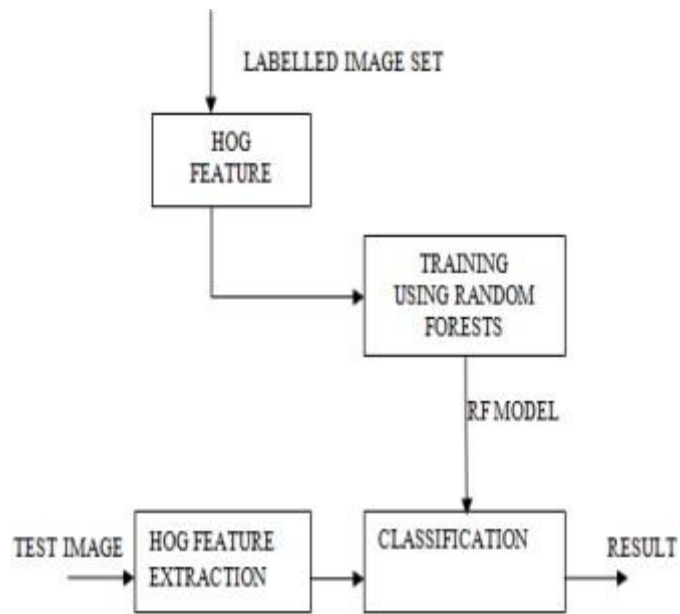 LABELLED IMAGE SET
HOG
FEATURE
TRAINING
USING RANDOM
FORESTS
RF MODEL
TEST IMAGE
HOG FEATURE
EXTRACTION
CLASSIFICATION
RESULT